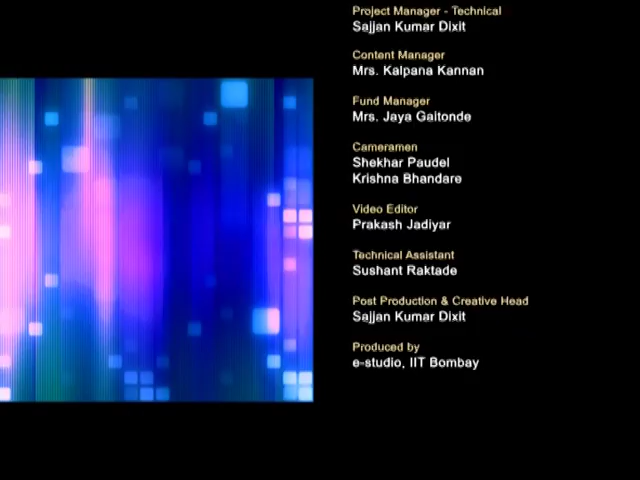 Project Manager - Technical
Sajjan Kumar Dixit
Content Manager
Mrs. Kalpana Kannan
Fund Manager
Mrs. Jaya Gaitonde
Cameramen
Shekhar Paudel
Krishna Bhandare
Video Editor
Prakash Jadiyar
Technical Assistant
Sushant Raktade
Post Production & Creative Head
Sajjan Kumar Dixit
Produced by
e-studio, IIT Bombay